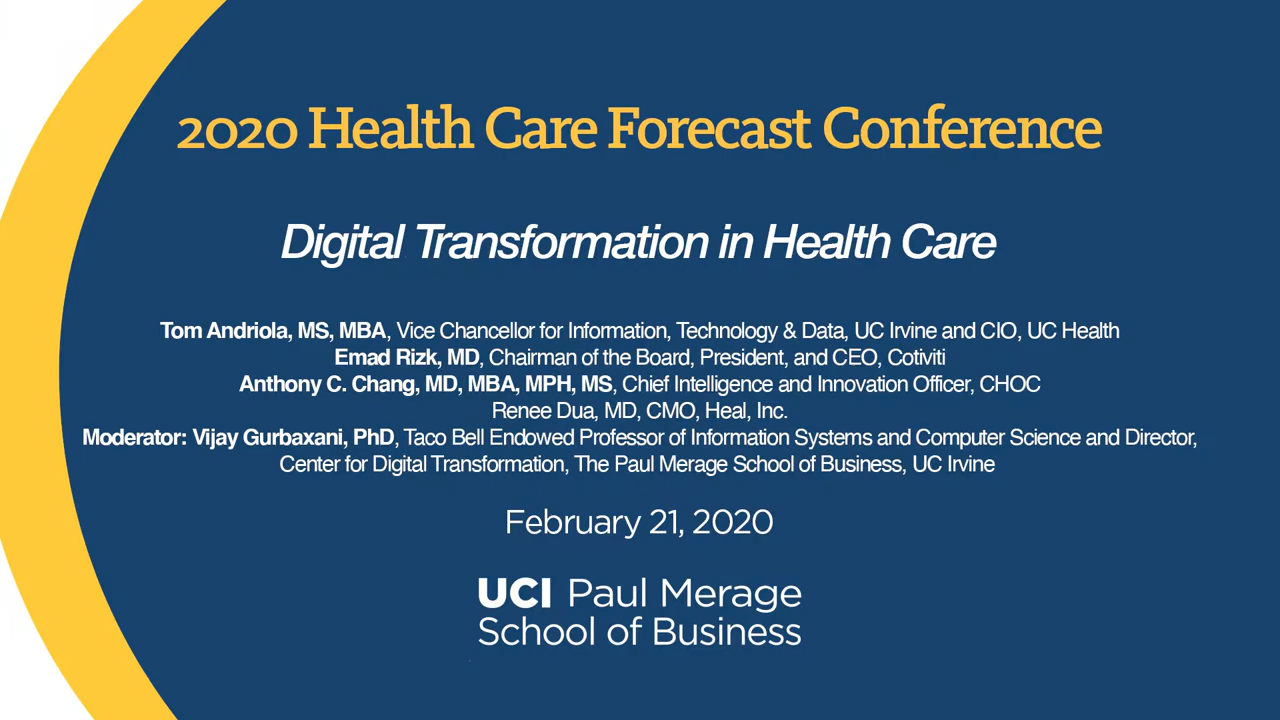 2020 Health Care Forecast Conference
Digital Transformation in Health Care
Tom Andriola, MS, MBA, Vice Chancellor for Information, Technology & Data, UC Irvine and CIO, UC Health
Emad Rizk, MD, Chairman of the Board, President, and CEO, Cotiviti
Anthony C. Chang, MD, MBA, MPH, MS, Chief Intelligence and Innovation Officer, CHOC
Renee Dua, MD, CMO, Heal, Inc.
Moderator: Vijay Gurbaxani, PhD, Taco Bell Endowed Professor of Information Systems and Computer Science and Director,
Center for Digital Transformation, The Paul Merage School of Business, UC Irvine
February 21, 2020
UCI Paul Merage
School of Business